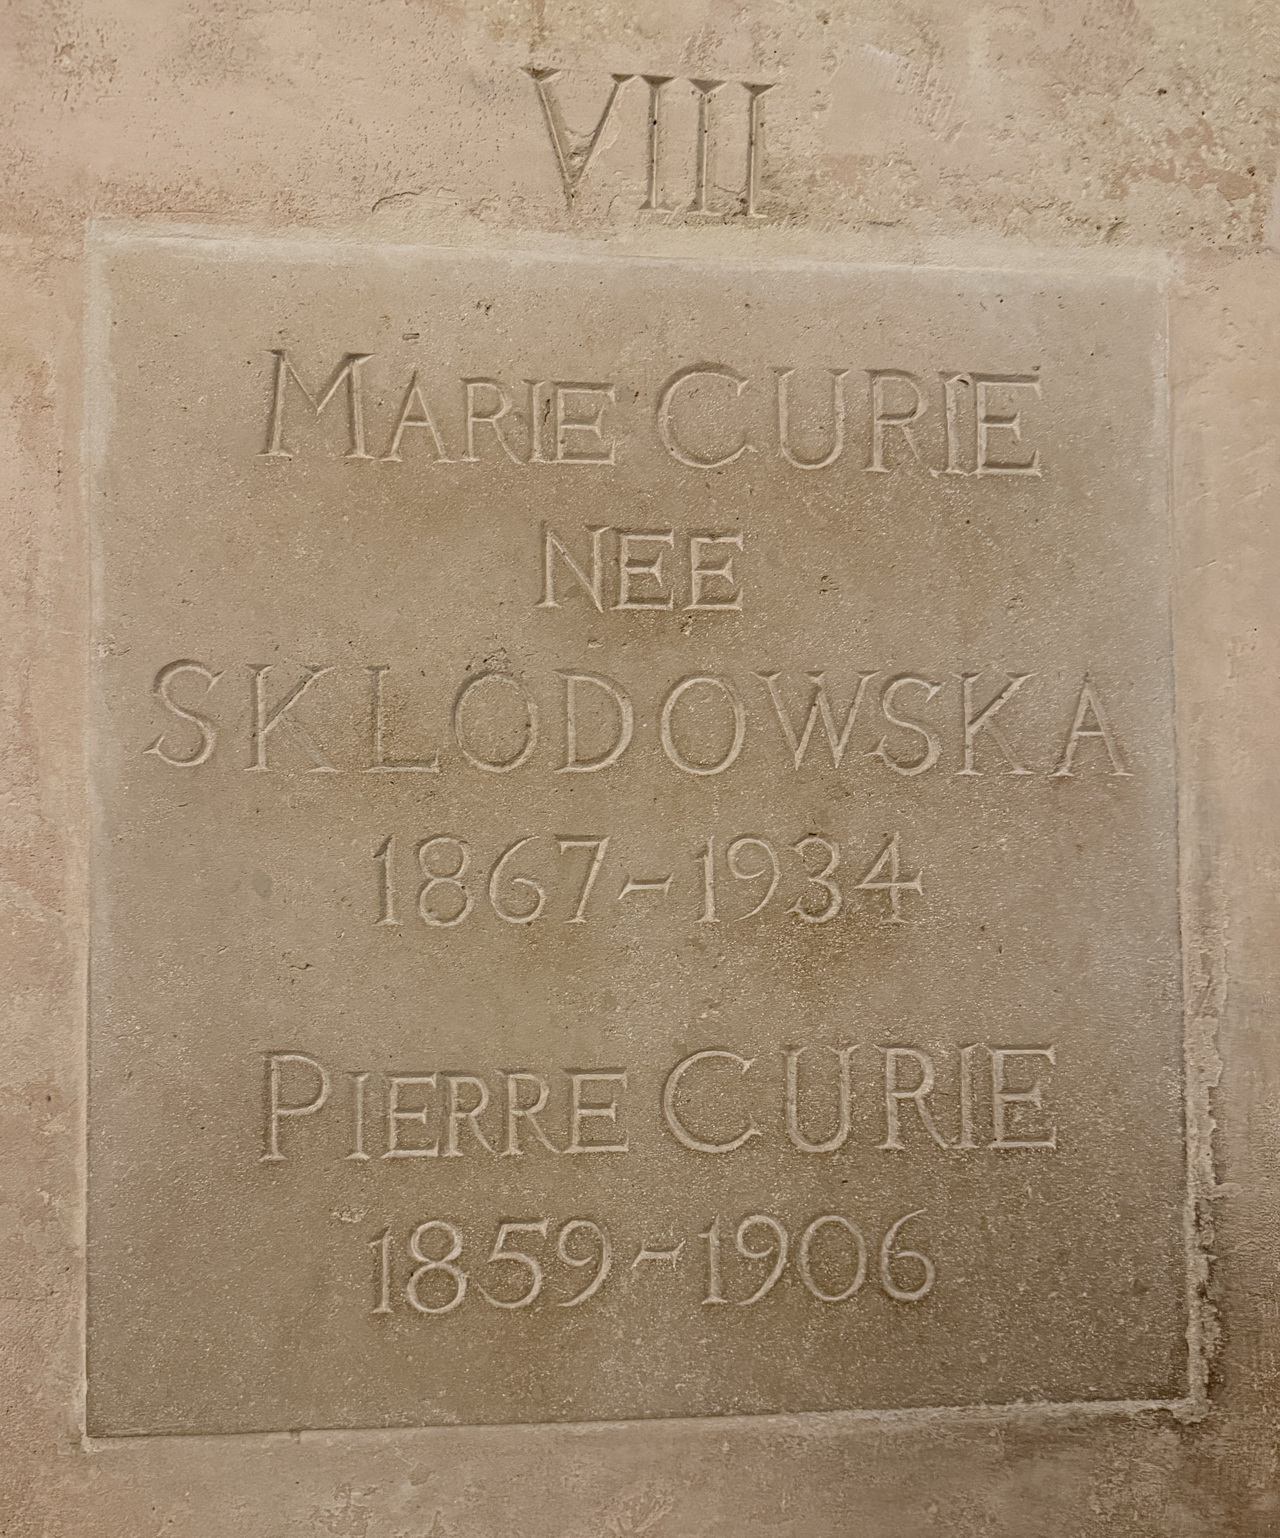 VIII
MARIE CURIE
NEE
SKLODOWSKA
1867-1934
PIERRE CURIE
1859-1906